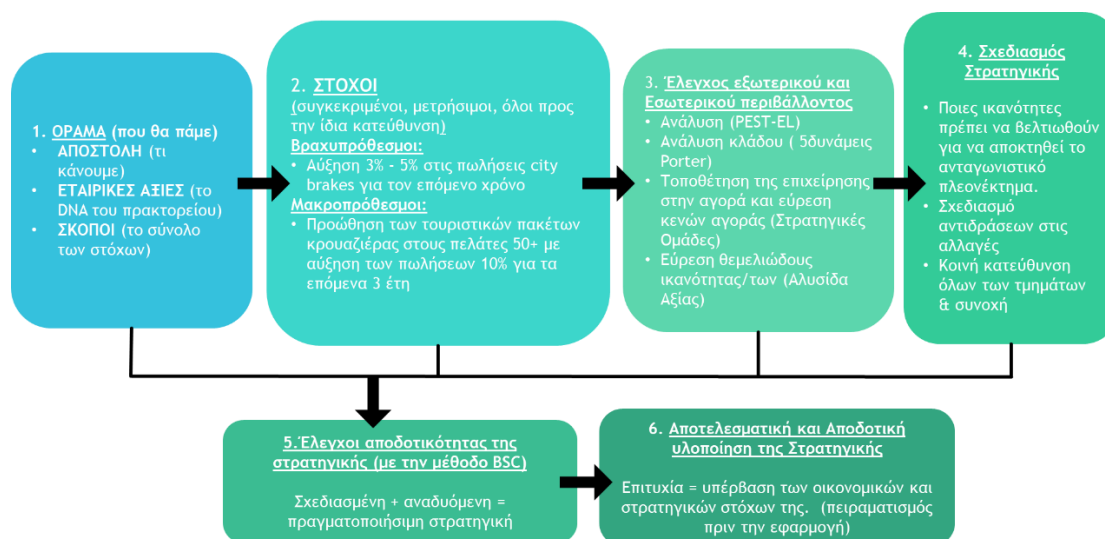 1. ΟΡΑΜΑ (που θα πάμε)
• ΑΠΟΣΤΟΛΗ (τι
κάνουμε)
• ΕΤΑΙΡΙΚΕΣ ΑΞΙΕΣ (το
DNA του πρακτορείου)
• ΣΚΟΠΟΙ (το σύνολο
των στόχων)
2. ΣΤΟΧΟΙ
(συγκεκριμένοι, μετρήσιμοι, όλοι προς
την ίδια κατεύθυνση)
Βραχυπρόθεσμοι:
• Αύξηση 3% - 5% στις πωλήσεις city
brakes για τον επόμενο χρόνο
Μακροπρόθεσμοι:
• Προώθηση των τουριστικών πακέτων
κρουαζιέρας στους πελάτες 50+ με
αύξηση των πωλήσεων 10% για τα
επόμενα 3 έτη
3. Έλεγχος εξωτερικού και
Εσωτερικού περιβάλλοντος
• Ανάλυση (PEST-EL)
• Ανάλυση κλάδου ( 5δυνάμεις
Porter)
• Τοποθέτηση της επιχείρησης
στην αγορά και εύρεση
κενών αγοράς (Στρατηγικές
Ομάδες)
• Εύρεση θεμελιώδους
ικανότητας/των (Αλυσίδα
Αξίας)
4. Σχεδιασμός
Στρατηγικής
• Ποιες ικανότητες
πρέπει να βελτιωθούν
για να αποκτηθεί το
ανταγωνιστικό
πλεονέκτημα.
• Σχεδιασμό
αντιδράσεων στις
αλλαγές
• Κοινή κατεύθυνση
όλων των τμημάτων
& συνοχή
5.Έλεγχοι αποδοτικότητας της
στρατηγικής (με την μέθοδο BSC)
Σχεδιασμένη + αναδυόμενη =
πραγματοποιήσιμη στρατηγική
6. Αποτελεσματική και Αποδοτική
υλοποίηση της Στρατηγικής
Επιτυχία = υπέρβαση των οικονομικών και
στρατηγικών στόχων της. (πειραματισμός
πριν την εφαρμογή)